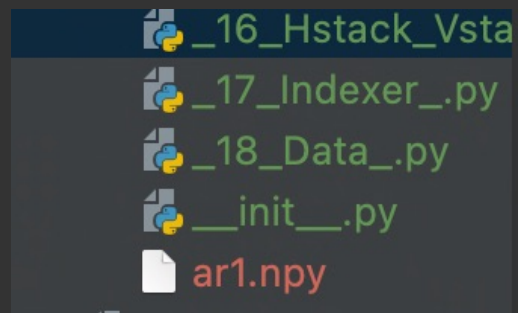 _16_Hstack_Vsta
_17_Indexer_.py
_18_Data_.py
__init__.py
ar1.npy